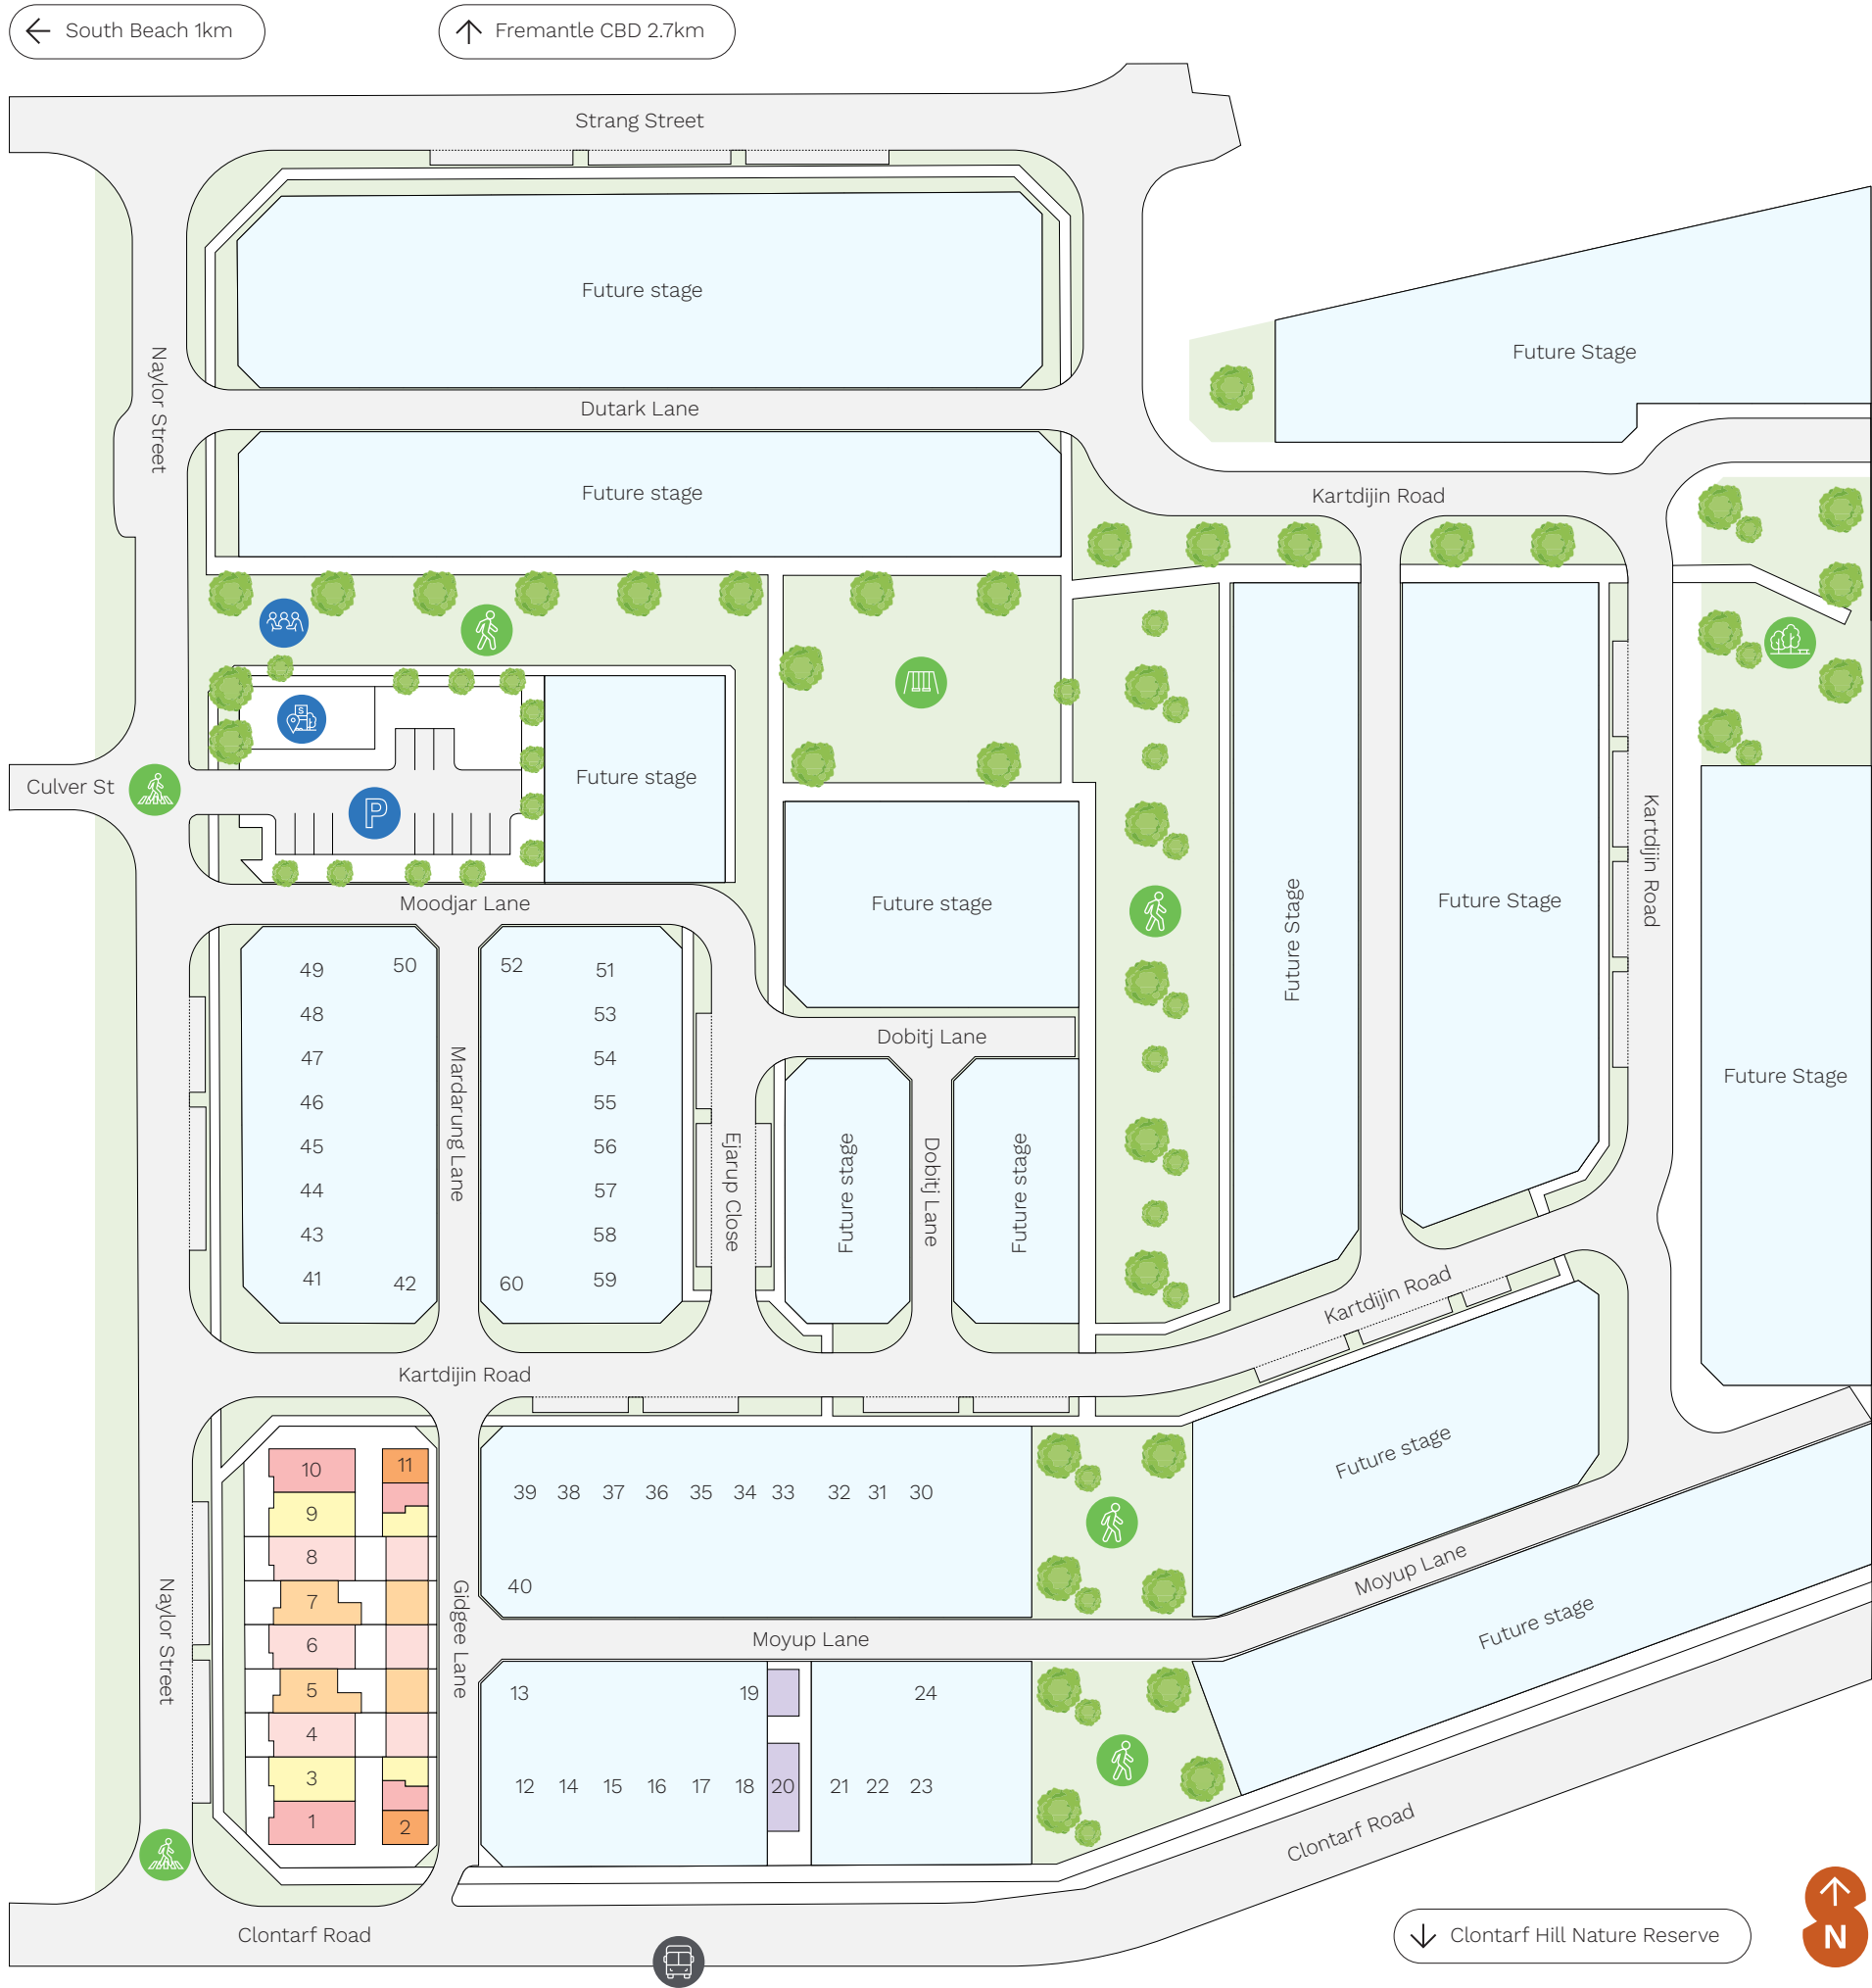 South Beach 1km
Fremantle CBD 2.7km
Strang Street
Future stage
Future Stage
Naylor Street
Dutark Lane
Future stage
Kartdijin Road
Culver St
P
S
Future stage
Moodjar Lane
Future stage
Future Stage
Future Stage
Kartdijin Road
Future Stage
49 50 52 51
48 53
47 54
46 55
45 56
44 57
43 58
41 42 60 59
Mardarung Lane
Ejarup Close
Dobitj Lane
Future stage
Dobitj Lane
Future stage
Kartdijin Road
Kartdijin Road
10 11
9
8
7
6
5
4
3
1 2
Naylor Street
Gidgee Lane
39 38 37 36 35 34 33 32 31 30
40
Future stage
Moyup Lane
Moyup Lane
Future stage
13 19 24
12 14 15 16 17 18 20 21 22 23
Clontarf Road
Clontarf Road
Clontarf Hill Nature Reserve
N